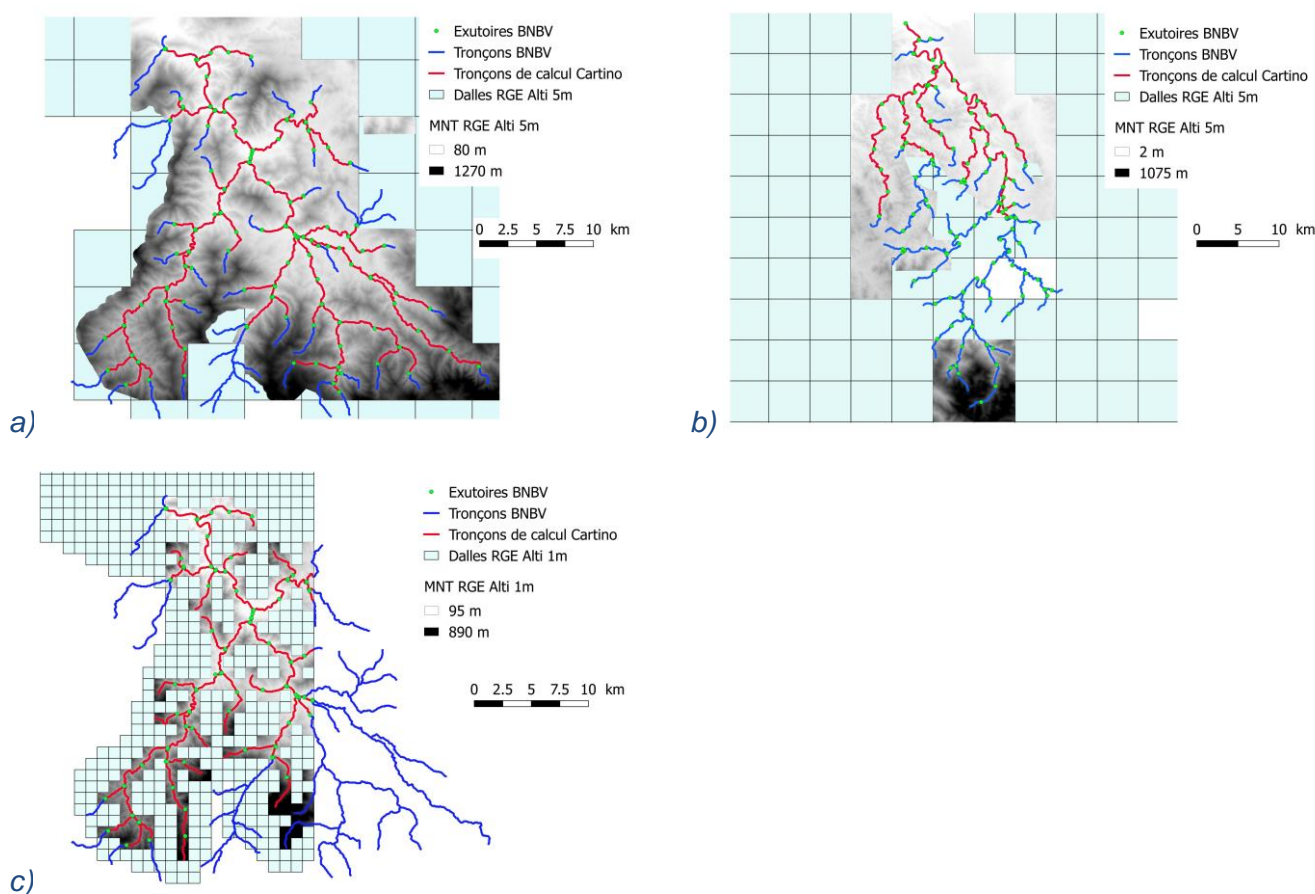 Exutoires BNBV
Tronçons BNBV
Tronçons de calcul Cartino
Dalles RGE Alti 5m
MNT RGE Alti 5m
80 m
1270 m
0 2.5 5 7.5 10 km
a)
Exutoires BNBV
Tronçons BNBV
Tronçons de calcul Cartino
Dalles RGE Alti 5m
MNT RGE Alti 5m
2 m
1075 m
0 5 10 km
b)
Exutoires BNBV
Tronçons BNBV
Tronçons de calcul Cartino
Dalles RGE Alti 1m
MNT RGE Alti 1m
95 m
890 m
0 2.5 5 7.5 10 km
c)